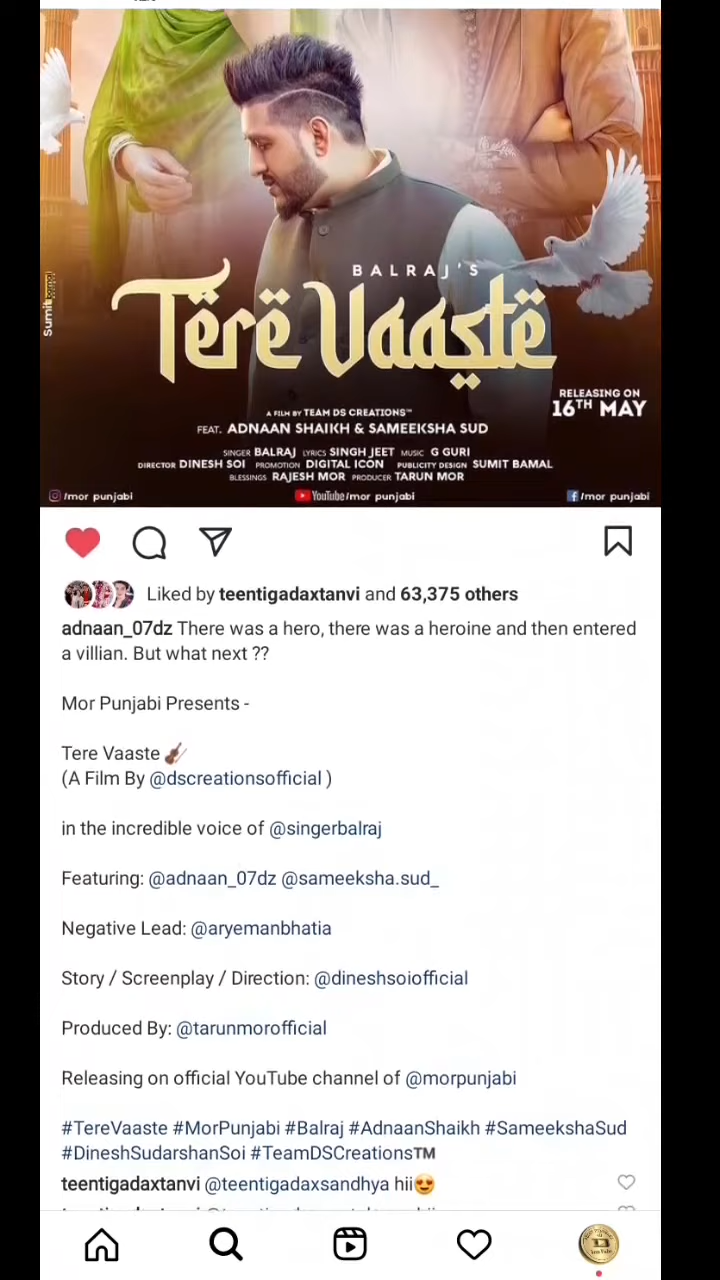 BALRAJ'S
Tërë Vaastë
Sumit
RELEASING ON
16TH MAY
A FILM BY TEAM DS CREATIONS™
FEAT. ADNAAN SHAIKH & SAMEEKSHA SUD
SINGER BALRAJ LYRICS SINGH JEET MUSIC G GURI
DIRECTOR DINESH SOI PROMOTION DIGITAL ICON PUBLICITY DESIGN SUMIT BAMAL
BLESSINGS RAJESH MOR PRODUCER TARUN MOR
/mor punjabi YouTube/mor punjabi /mor punjabi
Liked by teentigadaxtanvi and 63,375 others
adnaan_07dz There was a hero, there was a heroine and then entered
a villian. But what next ??
Mor Punjabi Presents -
Tere Vaaste 🎻
(A Film By @dscreationsofficial )
in the incredible voice of @singerbalraj
Featuring: @adnaan_07dz @sameeksha.sud_
Negative Lead: @aryemanbhatia
Story / Screenplay / Direction: @dineshsoiofficial
Produced By: @tarunmorofficial
Releasing on official YouTube channel of @morpunjabi
#TereVaaste #MorPunjabi #Balraj #AdnaanShaikh #SameekshaSud
#DineshSudarshanSoi #TeamDSCreations™
teentigadaxtanvi @teentigadaxsandhya hii😍